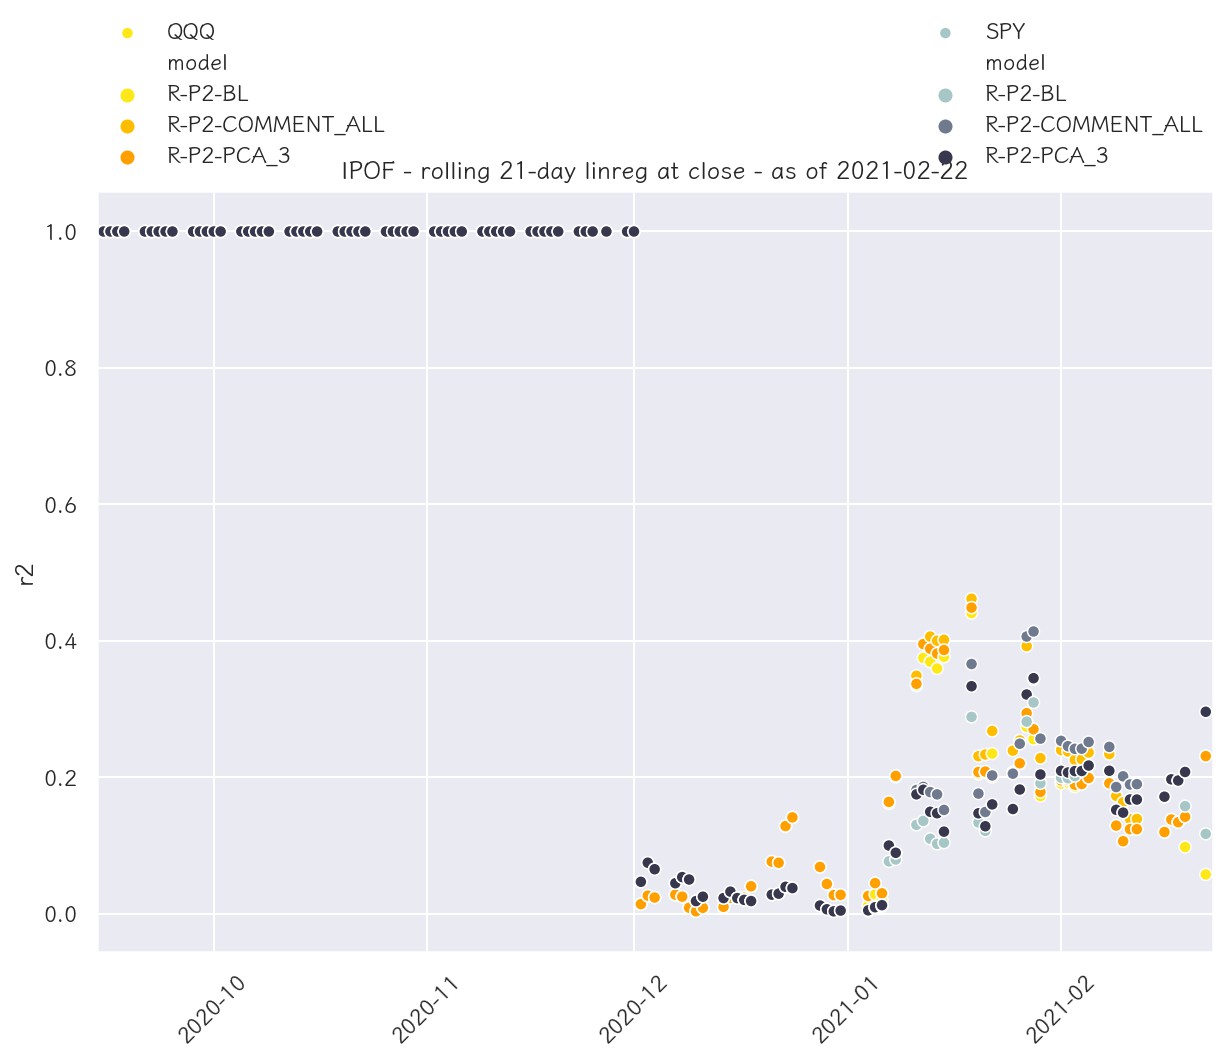 QQQ
model
R-P2-BL
R-P2-COMMENT_ALL
R-P2-PCA_3
SPY
model
R-P2-BL
R-P2-COMMENT_ALL
R-P2-PCA_3
IPOF - rolling 21-day linreg at close - as of 2021-02-22
1.0
0.8
0.6
0.4
0.2
0.0
r2
2020-10
2020-11
2020-12
2021-01
2021-02